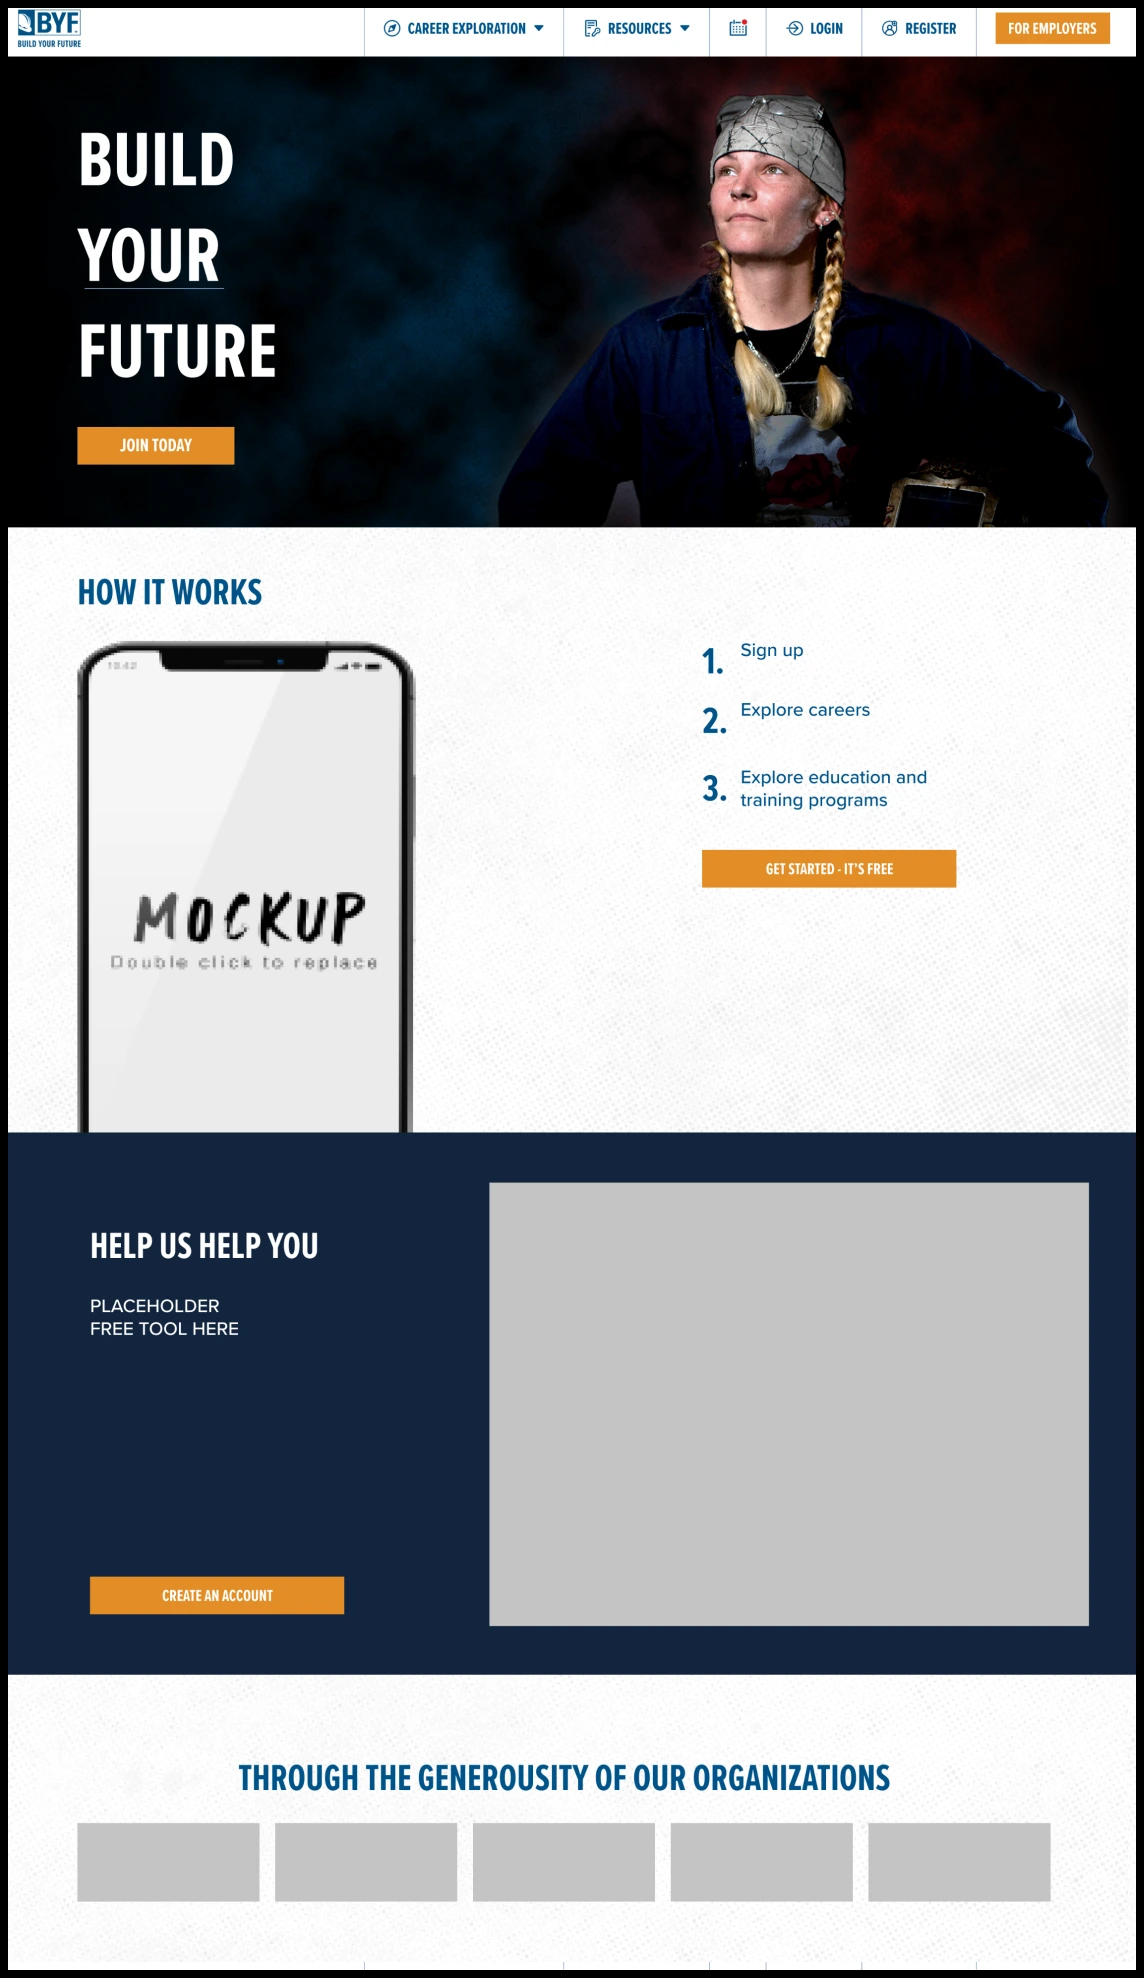 BYF
BUILD YOUR FUTURE
CAREER EXPLORATION
RESOURCES
LOGIN
REGISTER
FOR EMPLOYERS
BUILD
YOUR
FUTURE
JOIN TODAY
HOW IT WORKS
10:42
MOCKUP
Double click to replace
1. Sign up
2. Explore careers
3. Explore education and
training programs
GET STARTED - IT'S FREE
HELP US HELP YOU
PLACEHOLDER
FREE TOOL HERE
CREATE AN ACCOUNT
THROUGH THE GENEROUSITY OF OUR ORGANIZATIONS